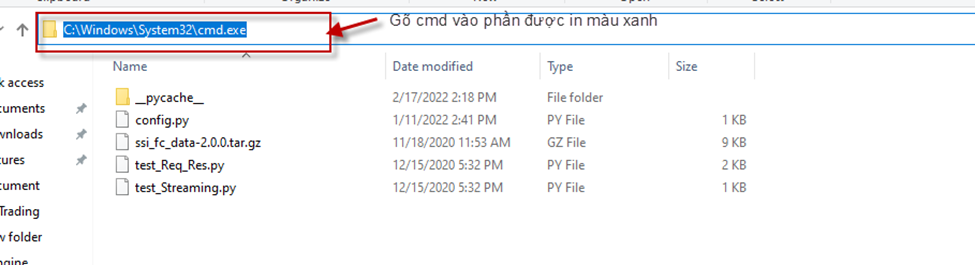 C:\Windows\System32\cmd.exe
Gõ cmd vào phần được in màu xanh
Name Date modified Type Size
k access
__pycache__ 2/17/2022 2:18 PM File folder
cuments
config.py 1/11/2022 2:41 PM PY File 1 KB
wnloads
ssi_fc_data-2.0.0.tar.gz 11/18/2020 11:53 AM GZ File 9 KB
tures
test_Req_Res.py 12/15/2020 5:32 PM PY File 2 KB
cument
test_Streaming.py 12/15/2020 5:32 PM PY File 1 KB
Trading
w folder